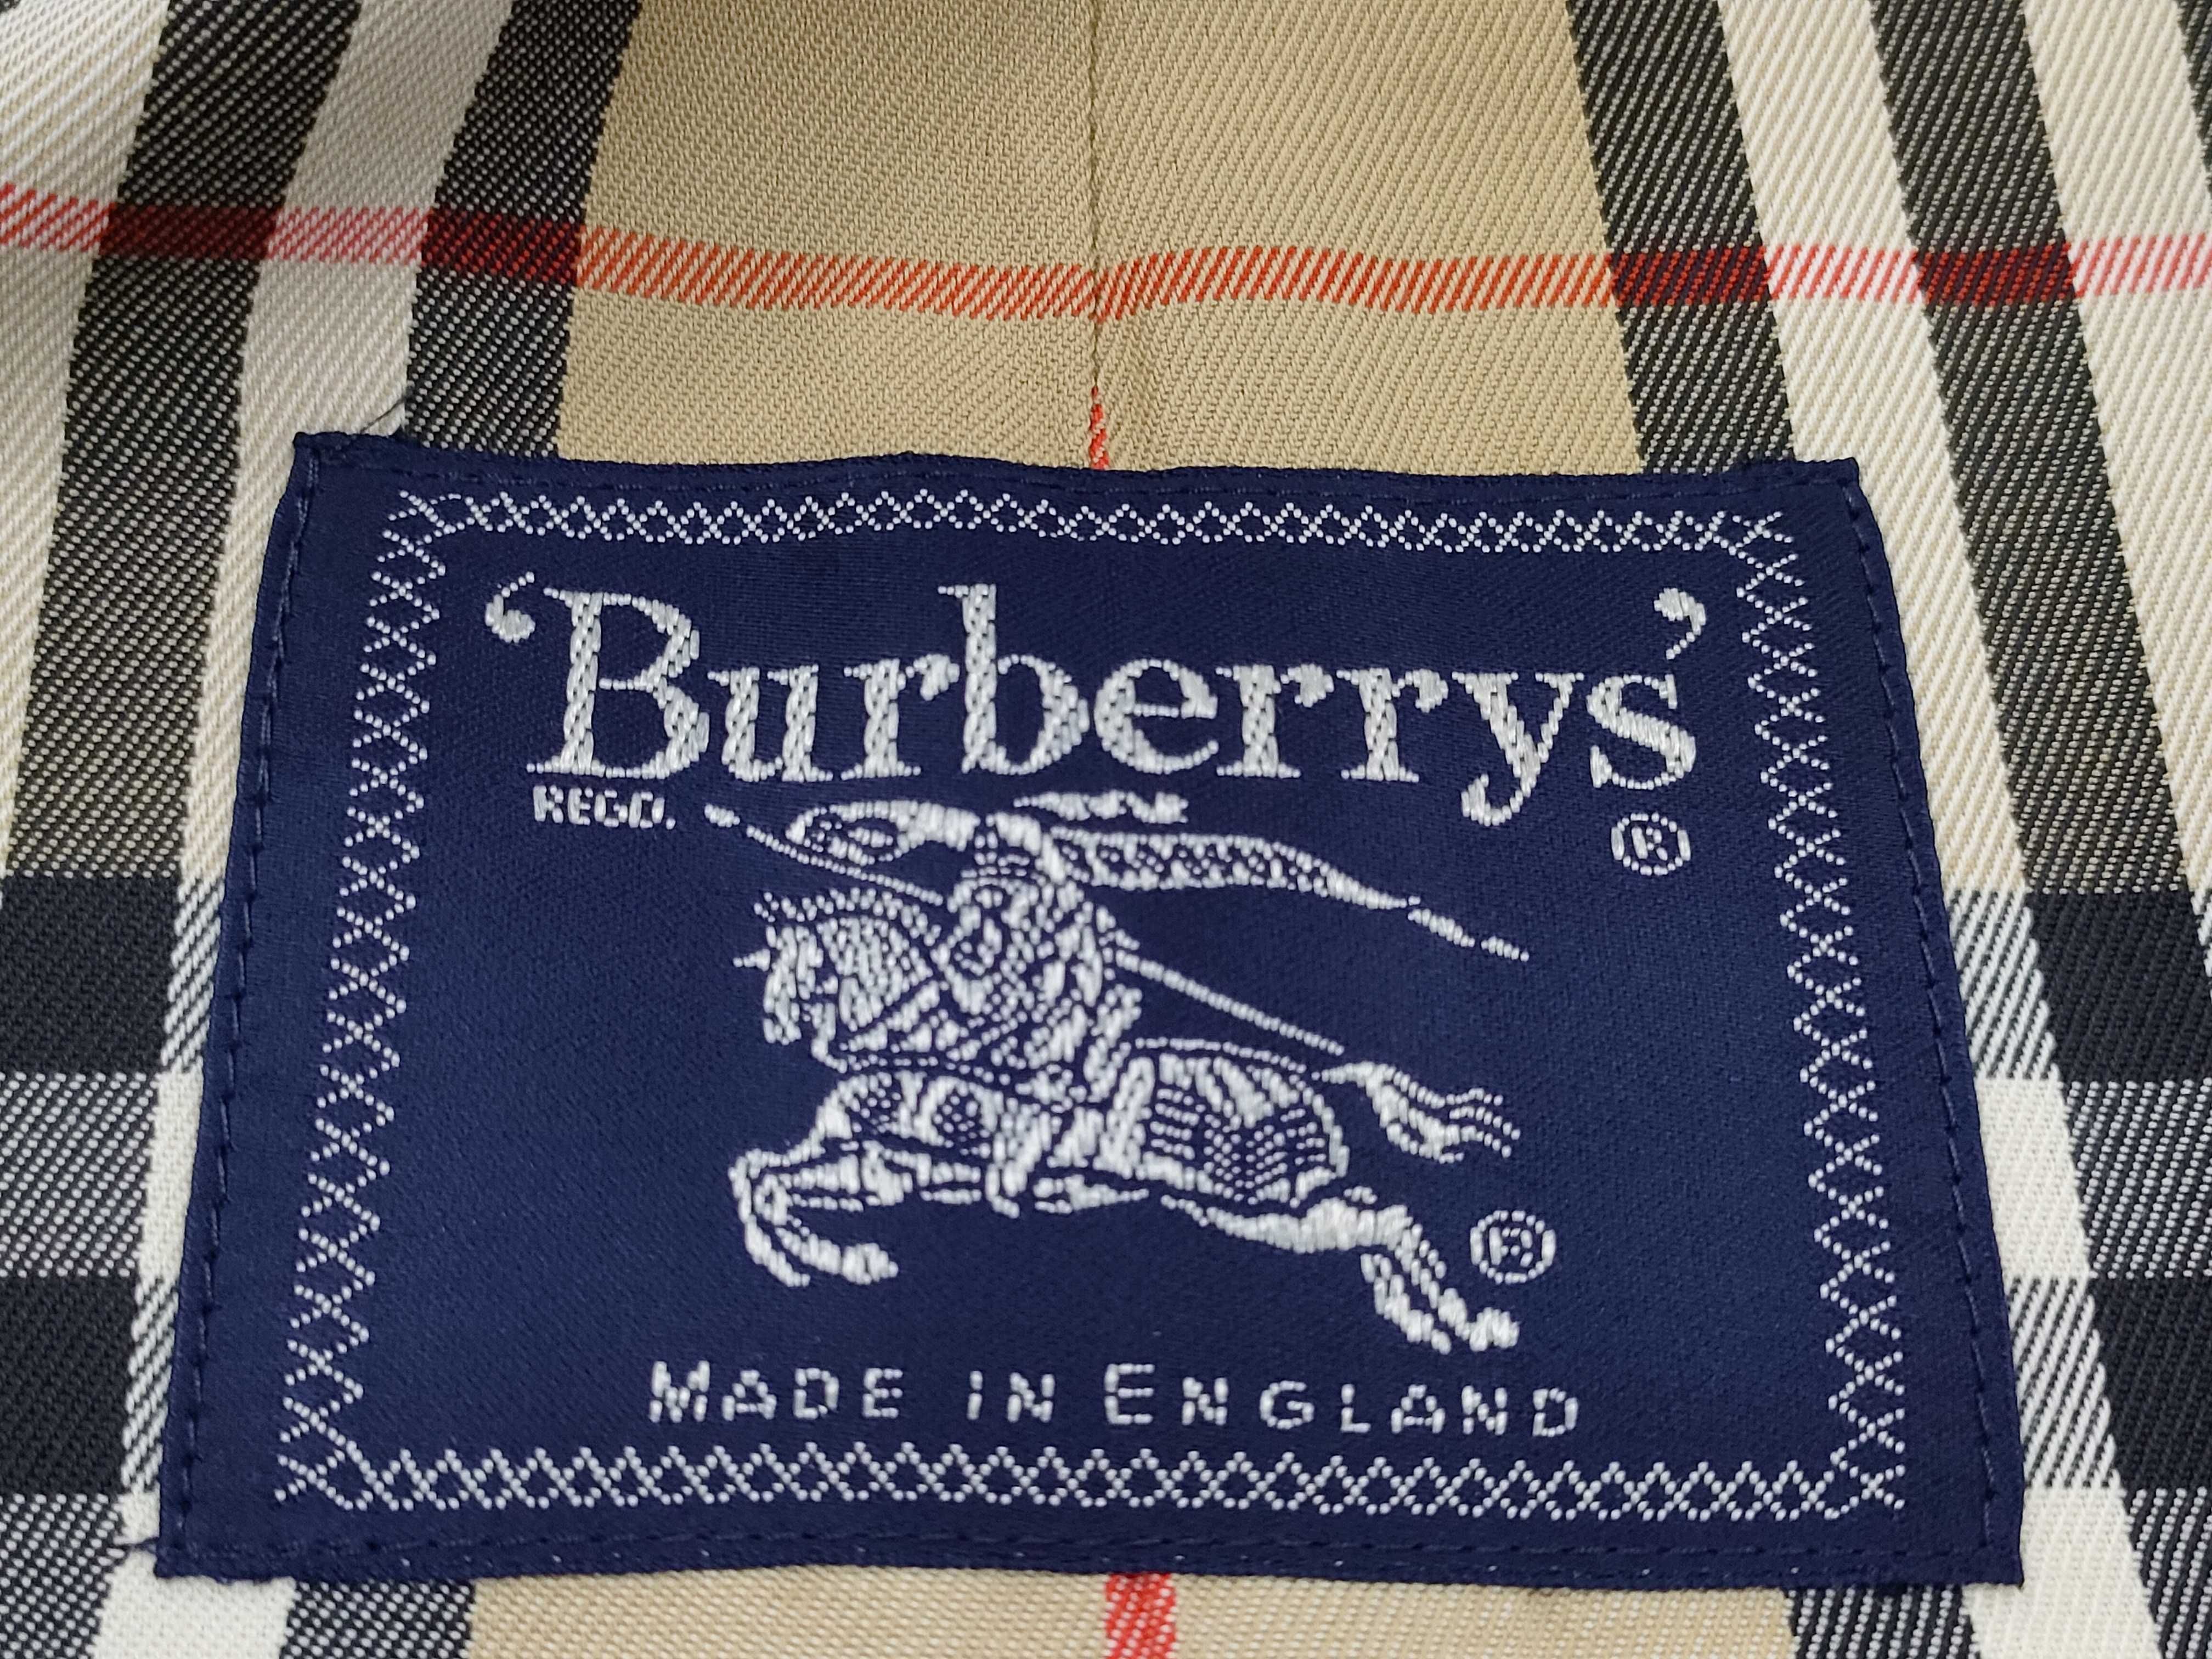 ‘Burberrys’
REGD. ®
®
MADE IN ENGLAND